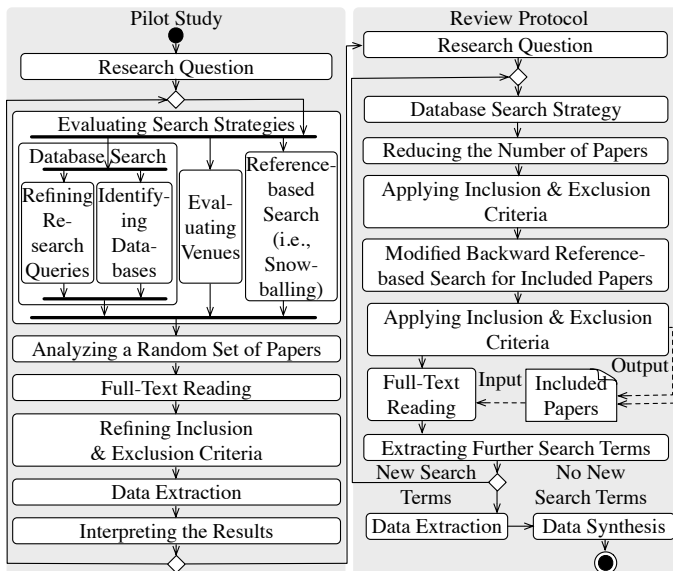 Pilot Study
Research Question
Evaluating Search Strategies
Database Search
Refining
Re-
search
Queries
Identify-
ing
Data-
bases
Eval-
uating
Venues
Reference-
based
Search
(i.e.,
Snow-
balling)
Analyzing a Random Set of Papers
Full-Text Reading
Refining Inclusion
& Exclusion Criteria
Data Extraction
Interpreting the Results
Review Protocol
Research Question
Database Search Strategy
Reducing the Number of Papers
Applying Inclusion & Exclusion
Criteria
Modified Backward Reference-
based Search for Included Papers
Applying Inclusion & Exclusion
Criteria
Full-Text
Reading
Input
Included
Papers
Output
Extracting Further Search Terms
New Search
Terms
No New
Search Terms
Data Extraction
Data Synthesis